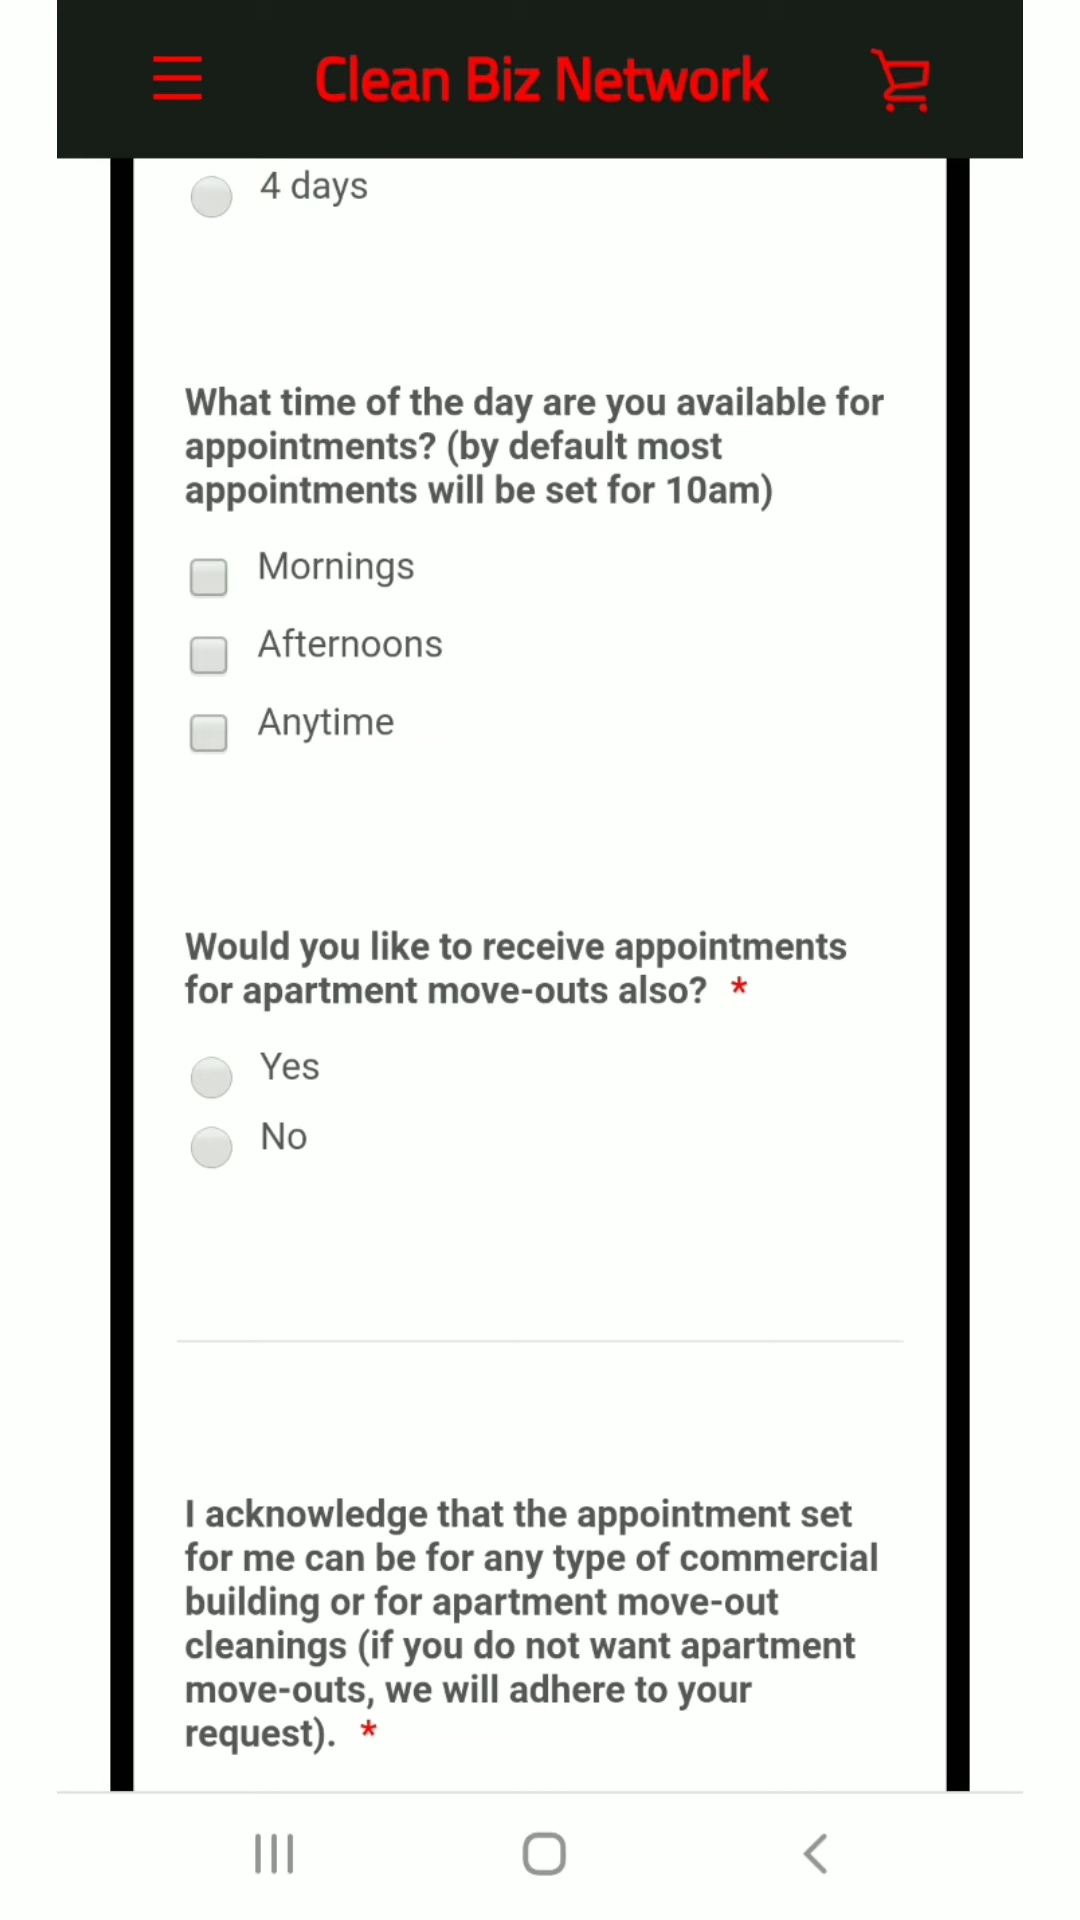 Clean Biz Network
4 days
What time of the day are you available for
appointments? (by default most
appointments will be set for 10am)
Mornings
Afternoons
Anytime
Would you like to receive appointments
for apartment move-outs also? *
Yes
No
I acknowledge that the appointment set
for me can be for any type of commercial
building or for apartment move-out
cleanings (if you do not want apartment
move-outs, we will adhere to your
request). *